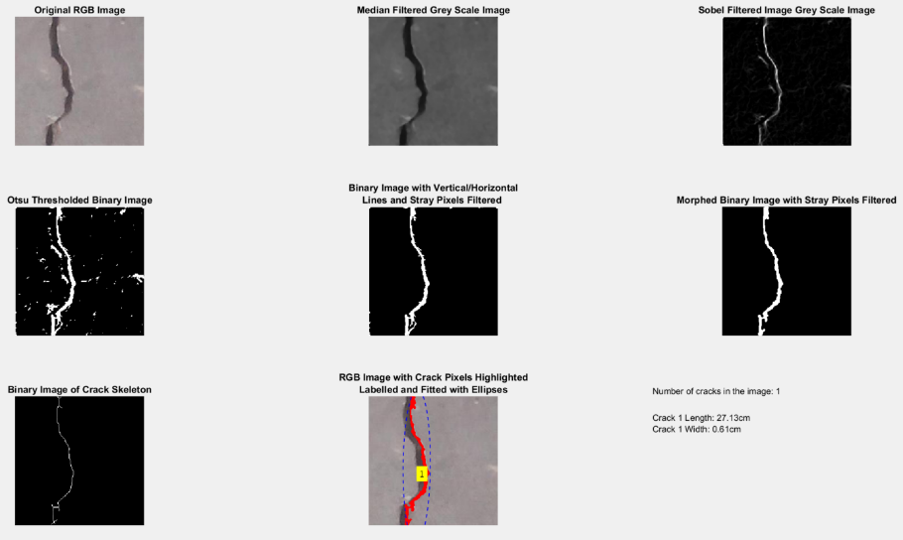 Original RGB Image
Median Filtered Grey Scale Image
Sobel Filtered Image Grey Scale Image
Otsu Thresholded Binary Image
Binary Image with Vertical/Horizontal
Lines and Stray Pixels Filtered
Morphed Binary Image with Stray Pixels Filtered
Binary Image of Crack Skeleton
RGB Image with Crack Pixels Highlighted
Labelled and Fitted with Ellipses
1
Number of cracks in the image: 1
Crack 1 Length: 27.13cm
Crack 1 Width: 0.61cm